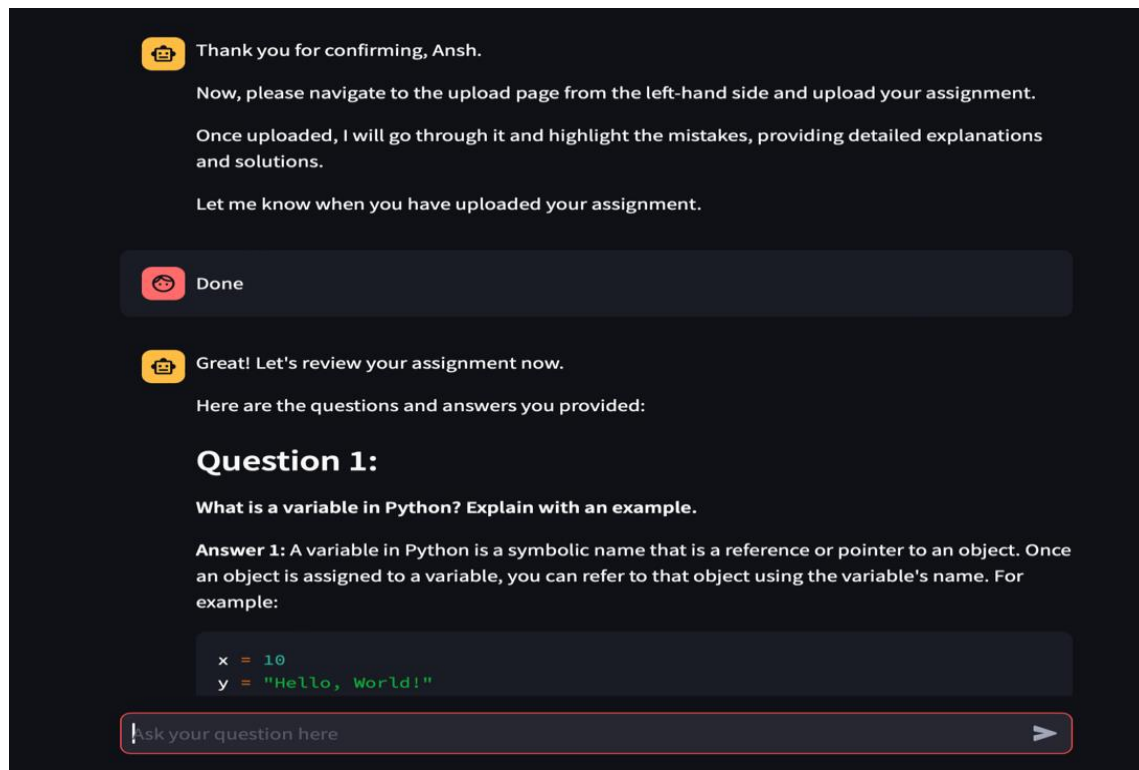 Thank you for confirming, Ansh.
Now, please navigate to the upload page from the left-hand side and upload your assignment.
Once uploaded, I will go through it and highlight the mistakes, providing detailed explanations
and solutions.
Let me know when you have uploaded your assignment.
Done
Great! Let's review your assignment now.
Here are the questions and answers you provided:
Question 1:
What is a variable in Python? Explain with an example.
Answer 1: A variable in Python is a symbolic name that is a reference or pointer to an object. Once
an object is assigned to a variable, you can refer to that object using the variable's name. For
example:
x = 10
y = "Hello, World!"
Ask your question here